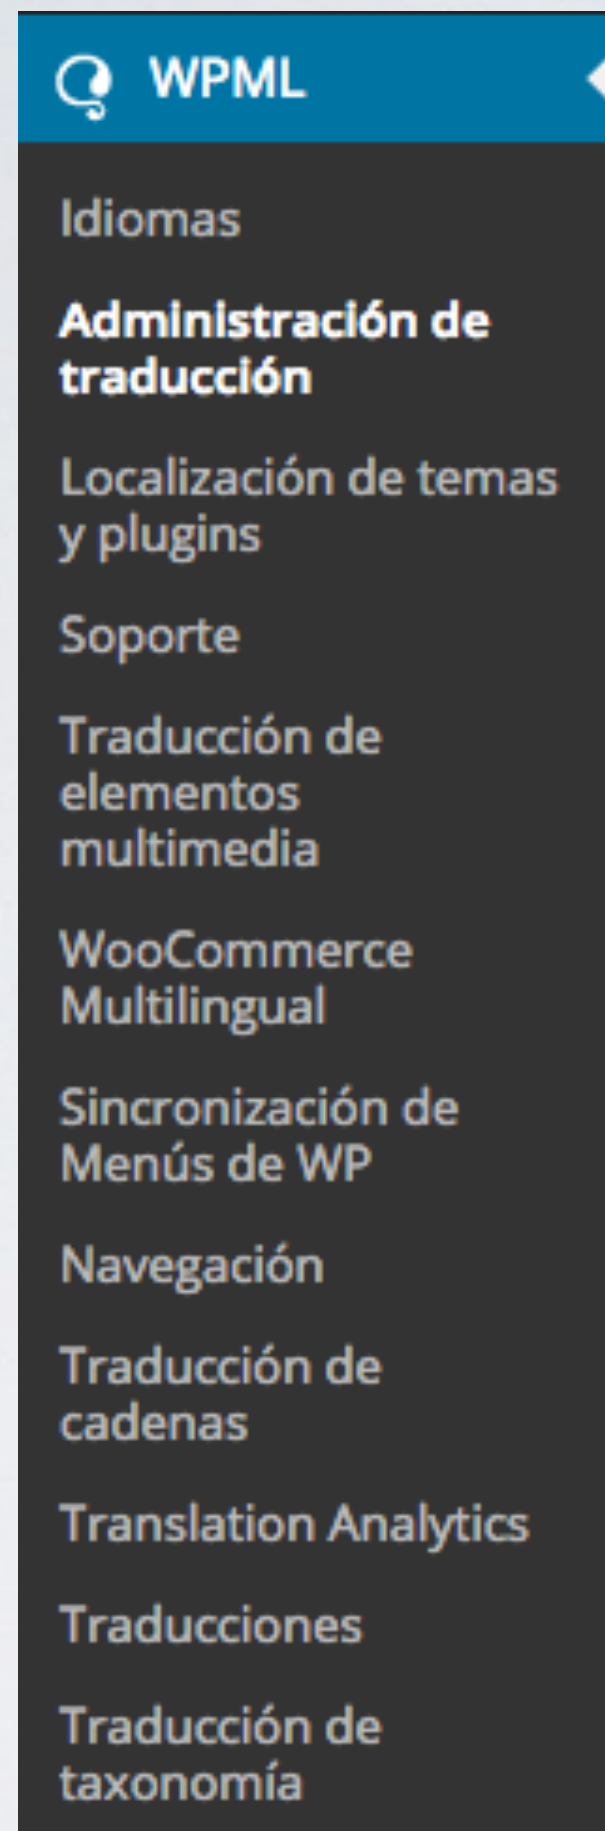 WPML
Idiomas
Administración de
traducción
Localización de temas
y plugins
Soporte
Traducción de
elementos
multimedia
WooCommerce
Multilingual
Sincronización de
Menús de WP
Navegación
Traducción de
cadenas
Translation Analytics
Traducciones
Traducción de
taxonomía